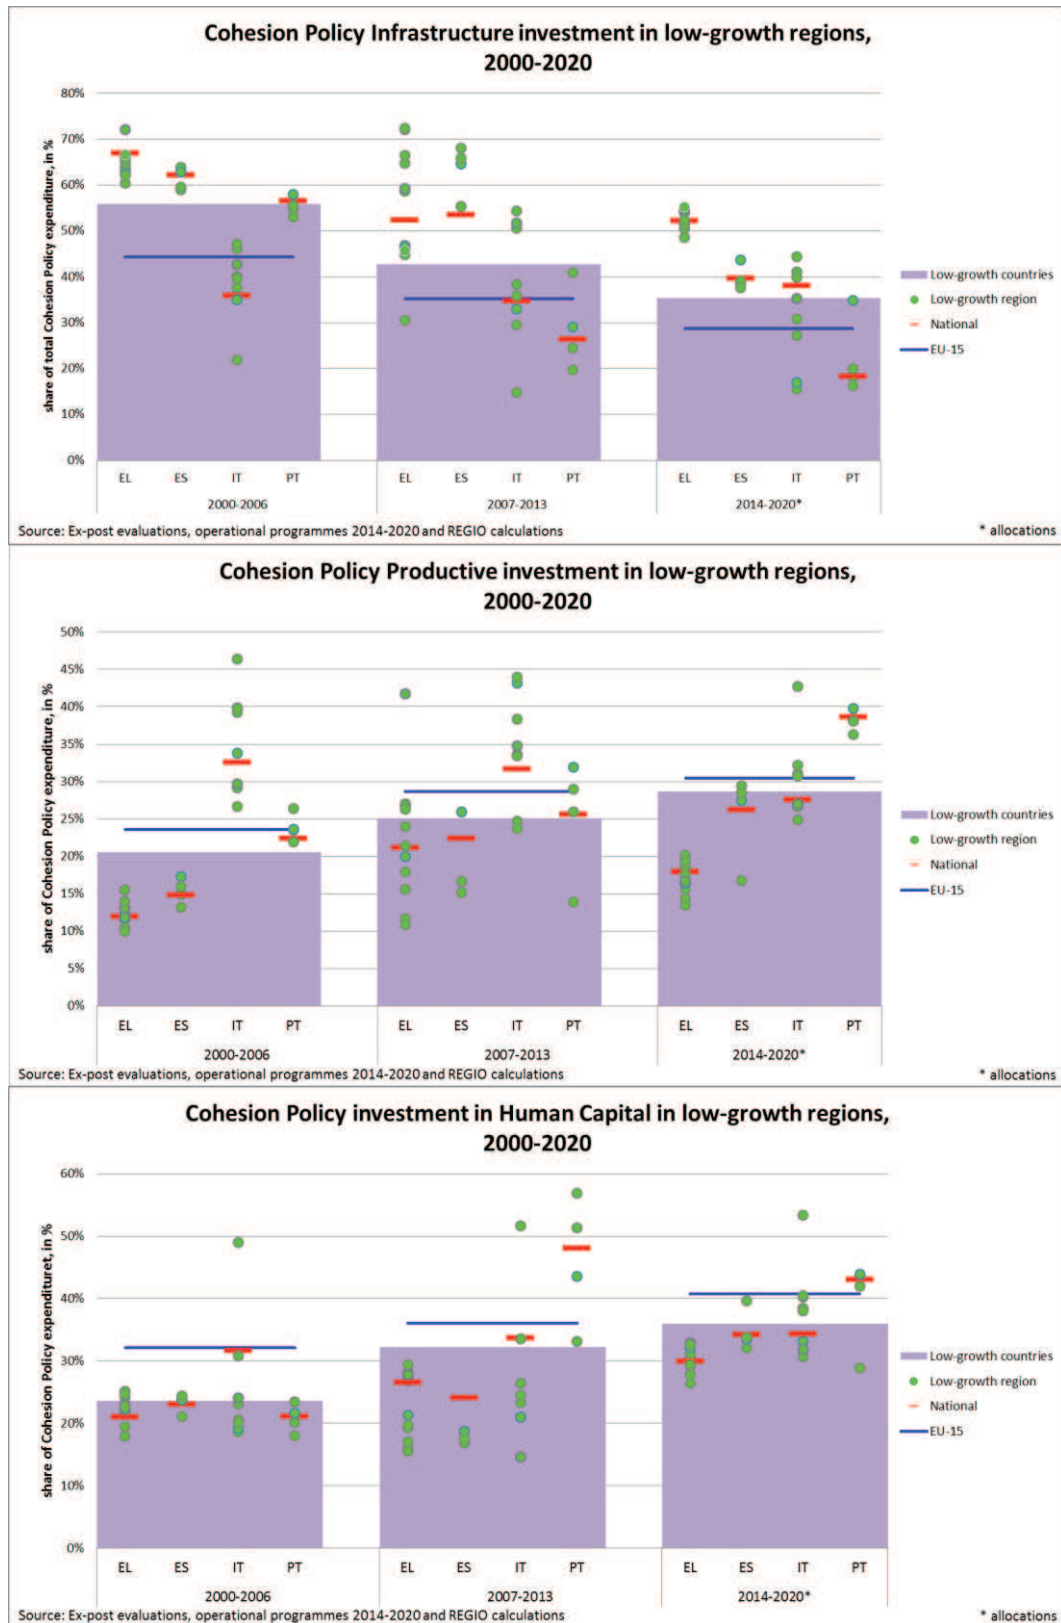 Cohesion Policy Infrastructure investment in low-growth regions,
2000-2020
share of total Cohesion Policy expenditure, in %
80%
70%
60%
50%
40%
30%
20%
10%
0%
EL ES IT PT EL ES IT PT EL ES IT PT
2000-2006 2007-2013 2014-2020*
Low-growth countries
Low-growth region
National
EU-15
Source: Ex-post evaluations, operational programmes 2014-2020 and REGIO calculations * allocations
Cohesion Policy Productive investment in low-growth regions,
2000-2020
share of Cohesion Policy expenditure, in %
50%
45%
40%
35%
30%
25%
20%
15%
10%
5%
0%
EL ES IT PT EL ES IT PT EL ES IT PT
2000-2006 2007-2013 2014-2020*
Low-growth countries
Low-growth region
National
EU-15
Source: Ex-post evaluations, operational programmes 2014-2020 and REGIO calculations * allocations
Cohesion Policy investment in Human Capital in low-growth regions,
2000-2020
share of Cohesion Policy expendituret, in %
60%
50%
40%
30%
20%
10%
0%
EL ES IT PT EL ES IT PT EL ES IT PT
2000-2006 2007-2013 2014-2020*
Low-growth countries
Low-growth region
National
EU-15
Source: Ex-post evaluations, operational programmes 2014-2020 and REGIO calculations * allocations